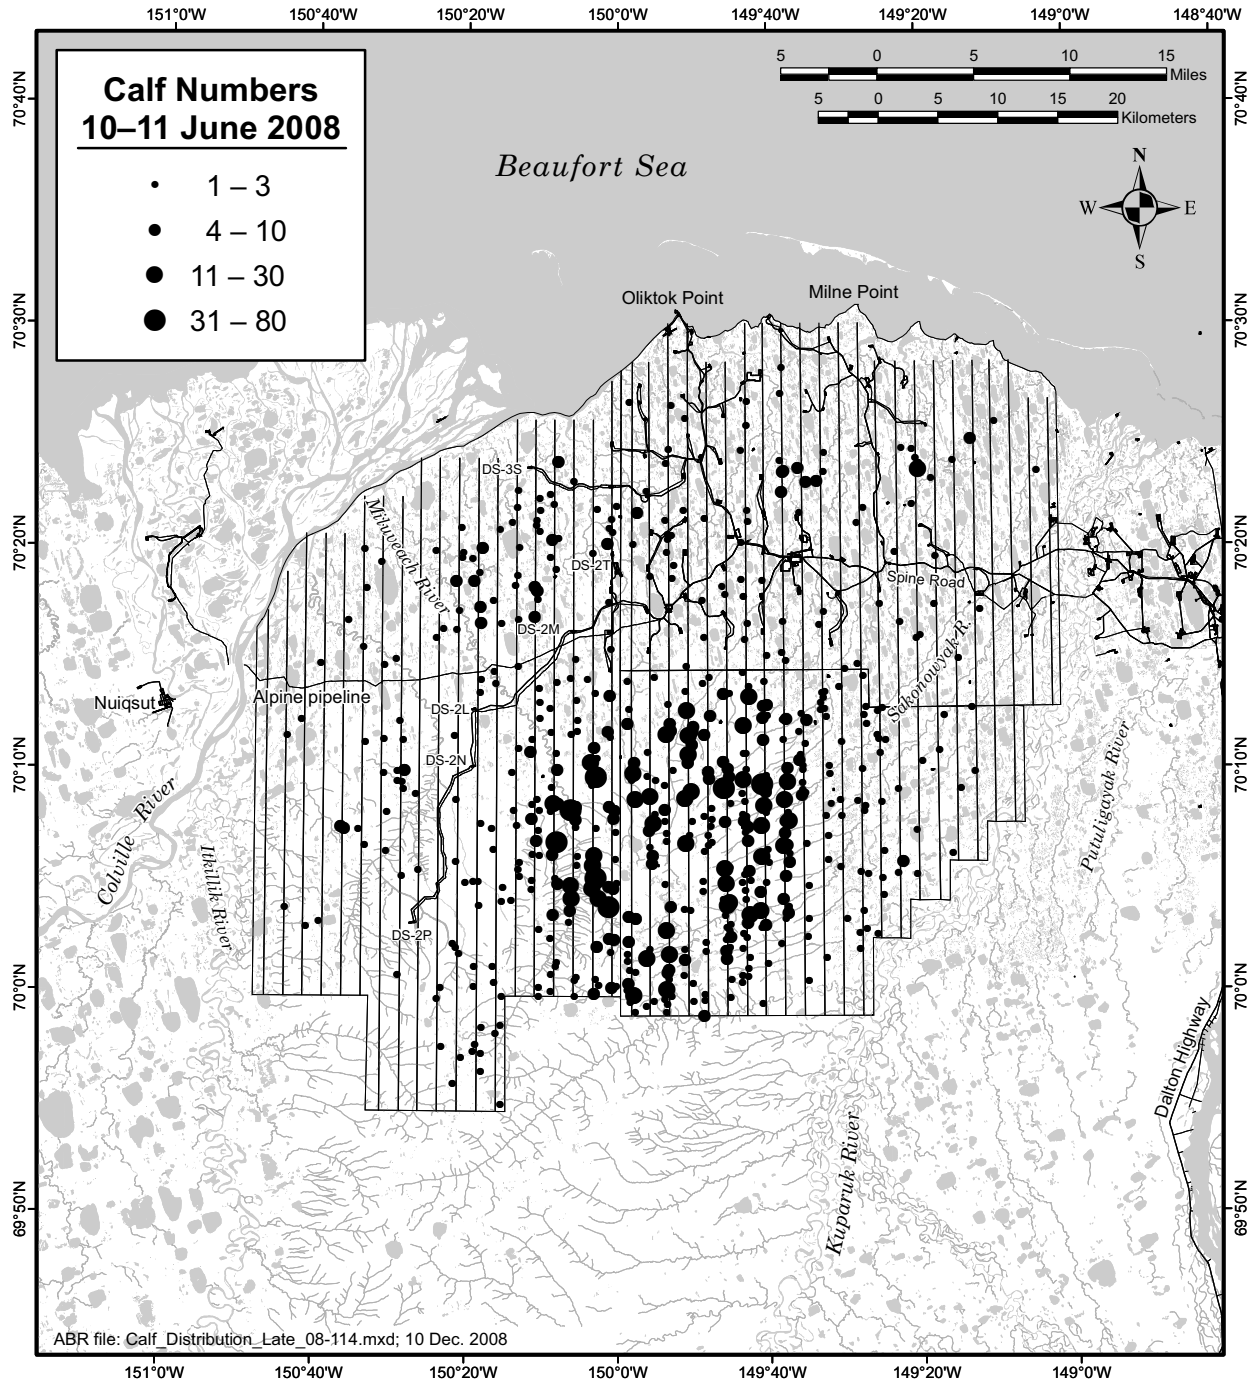 151°0'W 150°40'W 150°20'W 150°0'W 149°40'W 149°20'W 149°0'W 148°40'W
Calf Numbers
10–11 June 2008
1 – 3
4 – 10
11 – 30
31 – 80
5 0 5 10 15
Miles
5 0 5 10 15 20
Kilometers
N
W E
S
Beaufort Sea
70°40'N 70°40'N
Oliktok Point
Milne Point
70°30'N 70°30'N
DS-3S
Miluveach River
70°20'N 70°20'N
DS-2T
Spine Road
DS-2M
Sakonowyak R.
Nuiqsut
Alpine pipeline
DS-2L
DS-2N
70°10'N 70°10'N
Colville River
Itkillik River
Putuligayak River
DS-2P
70°0'N 70°0'N
Dalton Highway
Kuparuk River
69°50'N 69°50'N
ABR file: Calf_Distribution_Late_08-114.mxd; 10 Dec. 2008
151°0'W 150°40'W 150°20'W 150°0'W 149°40'W 149°20'W 149°0'W